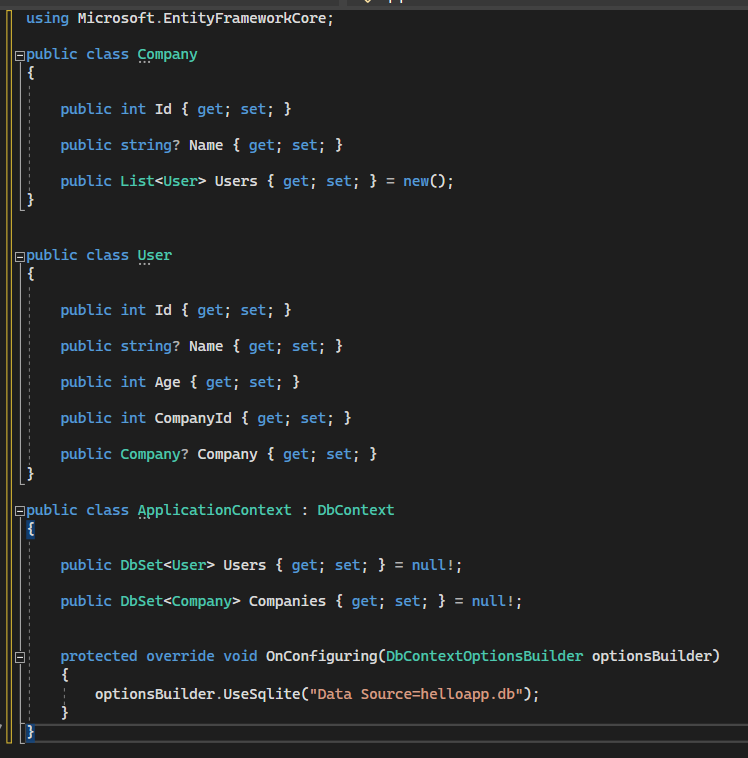 using Microsoft.EntityFrameworkCore;
public class Company
{
public int Id { get; set; }
public string? Name { get; set; }
public List<User> Users { get; set; } = new();
}
public class User
{
public int Id { get; set; }
public string? Name { get; set; }
public int Age { get; set; }
public int CompanyId { get; set; }
public Company? Company { get; set; }
}
public class ApplicationContext : DbContext
{
public DbSet<User> Users { get; set; } = null!;
public DbSet<Company> Companies { get; set; } = null!;
protected override void OnConfiguring(DbContextOptionsBuilder optionsBuilder)
{
optionsBuilder.UseSqlite("Data Source=helloapp.db");
}
}